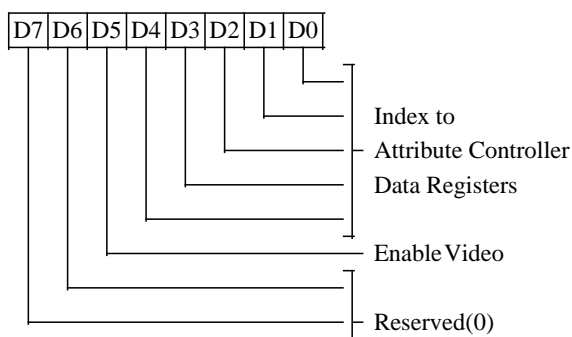 D7 D6 D5 D4 D3 D2 D1 D0
Index to
Attribute Controller
Data Registers
Enable Video
Reserved(0)